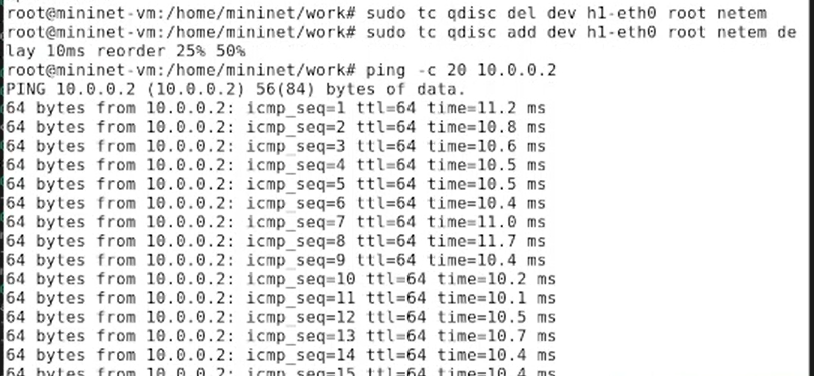 root@mininet-vm:/home/mininet/work# sudo tc qdisc del dev h1-eth0 root netem
root@mininet-vm:/home/mininet/work# sudo tc qdisc add dev h1-eth0 root netem de
lay 10ms reorder 25% 50%
root@mininet-vm:/home/mininet/work# ping -c 20 10.0.0.2
PING 10.0.0.2 (10.0.0.2) 56(84) bytes of data.
64 bytes from 10.0.0.2: icmp_seq=1 ttl=64 time=11.2 ms
64 bytes from 10.0.0.2: icmp_seq=2 ttl=64 time=10.8 ms
64 bytes from 10.0.0.2: icmp_seq=3 ttl=64 time=10.6 ms
64 bytes from 10.0.0.2: icmp_seq=4 ttl=64 time=10.5 ms
64 bytes from 10.0.0.2: icmp_seq=5 ttl=64 time=10.5 ms
64 bytes from 10.0.0.2: icmp_seq=6 ttl=64 time=10.4 ms
64 bytes from 10.0.0.2: icmp_seq=7 ttl=64 time=11.0 ms
64 bytes from 10.0.0.2: icmp_seq=8 ttl=64 time=11.7 ms
64 bytes from 10.0.0.2: icmp_seq=9 ttl=64 time=10.4 ms
64 bytes from 10.0.0.2: icmp_seq=10 ttl=64 time=10.2 ms
64 bytes from 10.0.0.2: icmp_seq=11 ttl=64 time=10.1 ms
64 bytes from 10.0.0.2: icmp_seq=12 ttl=64 time=10.5 ms
64 bytes from 10.0.0.2: icmp_seq=13 ttl=64 time=10.7 ms
64 bytes from 10.0.0.2: icmp_seq=14 ttl=64 time=10.4 ms
64 bytes from 10.0.0.2: icmp_seq=15 ttl=64 time=10.4 ms